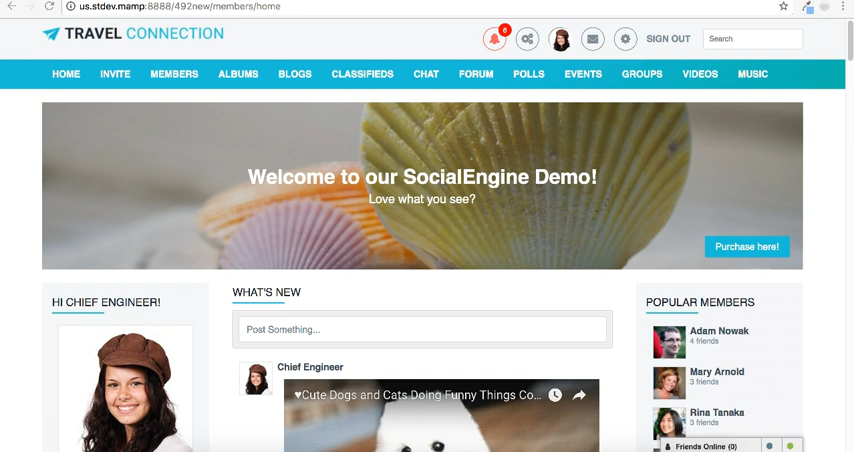 us.stdev.mamp:8888/492new/members/home
TRAVEL CONNECTION
6
SIGN OUT
Search
HOME INVITE MEMBERS ALBUMS BLOGS CLASSIFIEDS CHAT FORUM POLLS EVENTS GROUPS VIDEOS MUSIC
Welcome to our SocialEngine Demo!
Love what you see?
Purchase here!
HI CHIEF ENGINEER!
WHAT'S NEW
Post Something...
Chief Engineer
♥Cute Dogs and Cats Doing Funny Things Co...
POPULAR MEMBERS
Adam Nowak
4 friends
Mary Arnold
3 friends
Rina Tanaka
3 friends
Friends Online (0)